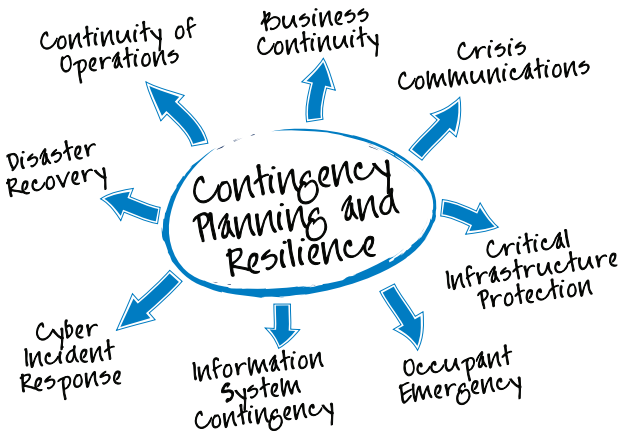 Continuity of
Operations
Business
Continuity
Crisis
Communications
Disaster
Recovery
Contingency
Planning and
Resilience
Critical
Infrastructure
Protection
Cyber
Incident
Response
Information
System
Contingency
Occupant
Emergency